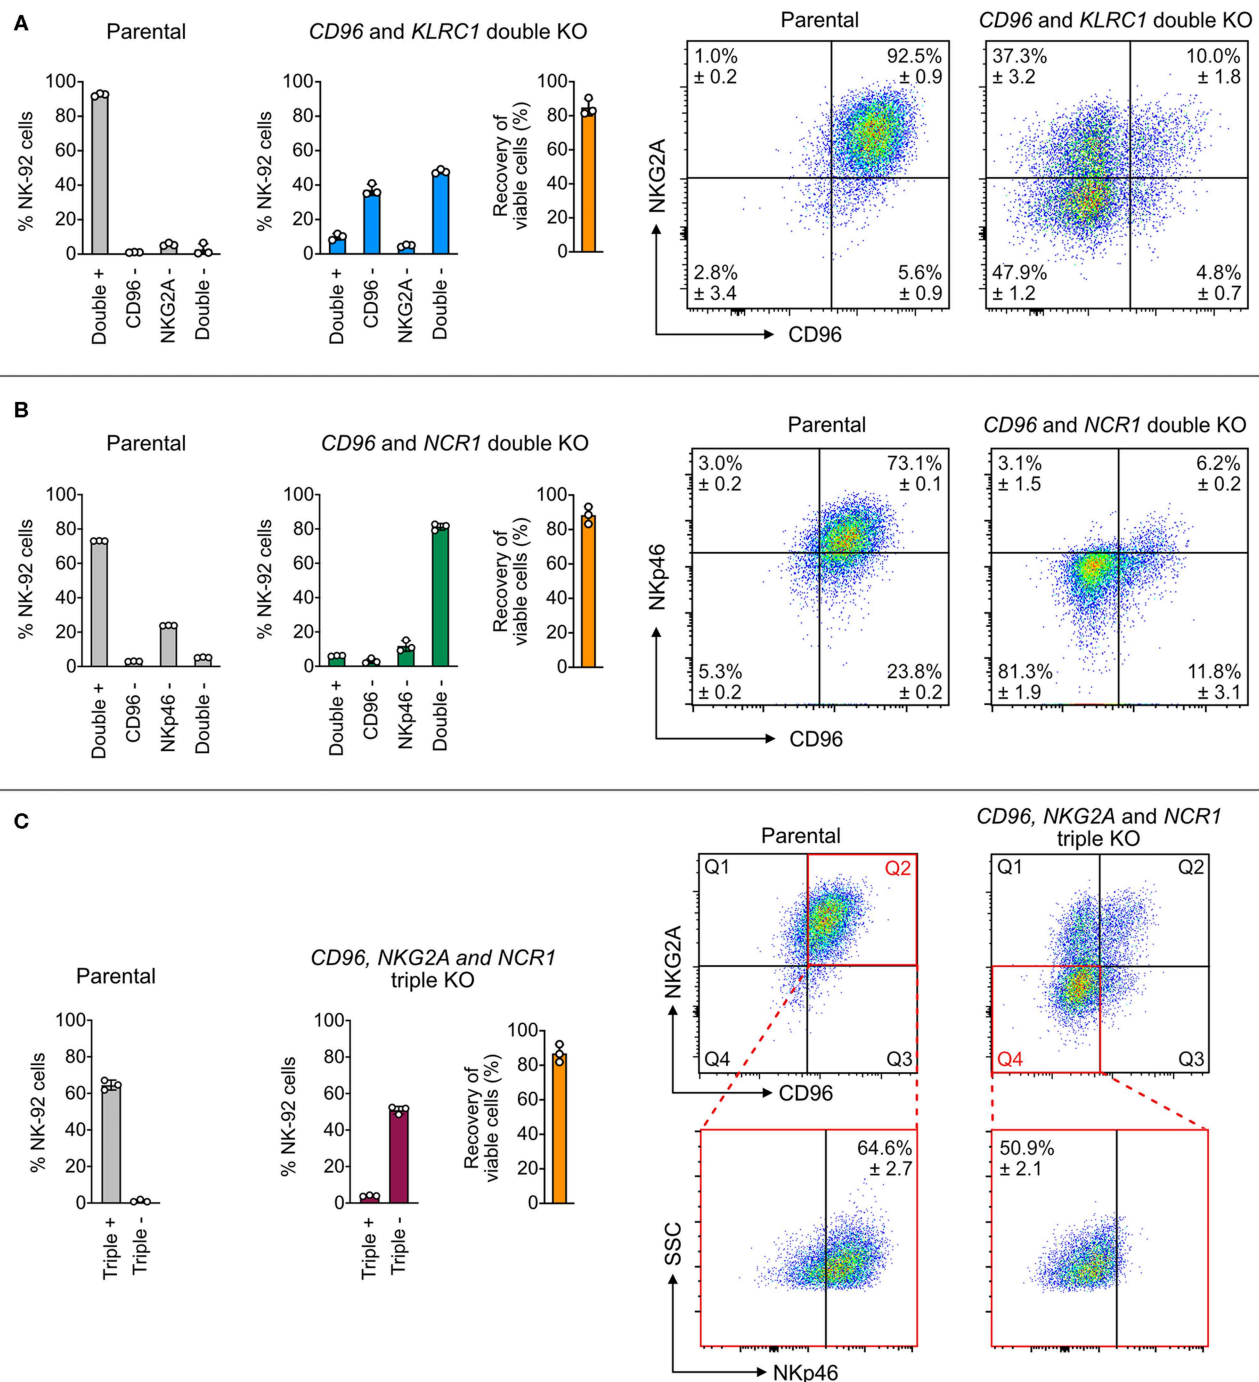 A
Parental
CD96 and KLRC1 double KO
% NK-92 cells
100
80
60
40
20
0
Double +
CD96 -
NKG2A -
Double -
% NK-92 cells
100
80
60
40
20
0
Double +
CD96 -
NKG2A -
Double -
Recovery of
viable cells (%)
100
80
60
40
20
0
Parental
CD96 and KLRC1 double KO
1.0%
± 0.2
92.5%
± 0.9
2.8%
± 3.4
5.6%
± 0.9
37.3%
± 3.2
10.0%
± 1.8
47.9%
± 1.2
4.8%
± 0.7
NKG2A
CD96
B
Parental
CD96 and NCR1 double KO
% NK-92 cells
100
80
60
40
20
0
Double +
CD96 -
NKp46 -
Double -
% NK-92 cells
100
80
60
40
20
0
Double +
CD96 -
NKp46 -
Double -
Recovery of
viable cells (%)
100
80
60
40
20
0
Parental
CD96 and NCR1 double KO
3.0%
± 0.2
73.1%
± 0.1
5.3%
± 0.2
23.8%
± 0.2
3.1%
± 1.5
6.2%
± 0.2
81.3%
± 1.9
11.8%
± 3.1
NKp46
CD96
C
Parental
CD96, NKG2A and NCR1
triple KO
% NK-92 cells
100
80
60
40
20
0
Triple +
Triple -
% NK-92 cells
100
80
60
40
20
0
Triple +
Triple -
Recovery of
viable cells (%)
100
80
60
40
20
0
Parental
CD96, NKG2A and NCR1
triple KO
Q1
Q2
Q4
Q3
Q1
Q2
Q4
Q3
NKG2A
CD96
64.6%
± 2.7
50.9%
± 2.1
SSC
NKp46